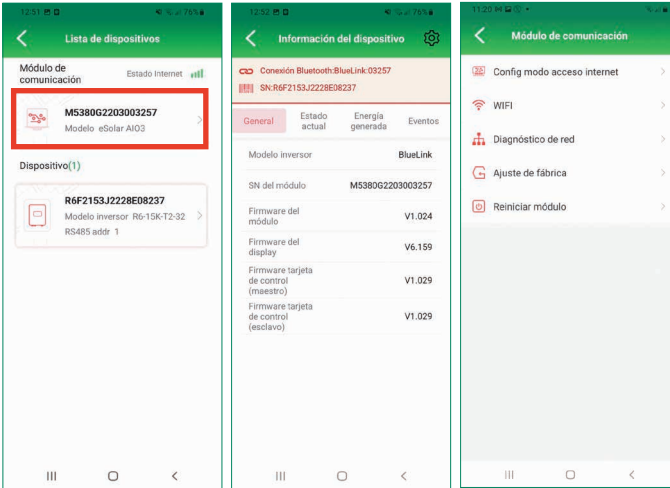 12:51
76%
Lista de dispositivos
Módulo de
comunicación
Estado Internet
M5380G2203003257
Modelo eSolar AIO3
Dispositivo(1)
R6F2153J2228E08237
Modelo inversor R6-15K-T2-32
RS485 addr 1
12:52
76%
Información del dispositivo
Conexión Bluetooth:BlueLink:03257
SN:R6F2153J2228E08237
General
Estado
actual
Energía
generada
Eventos
Modelo inversor
BlueLink
SN del módulo
M5380G2203003257
Firmware del
módulo
V1.024
Firmware del
display
V6.159
Firmware tarjeta
de control
(maestro)
V1.029
Firmware tarjeta
de control
(esclavo)
V1.029
11:20
Módulo de comunicación
Config modo acceso internet
WIFI
Diagnóstico de red
Ajuste de fábrica
Reiniciar módulo